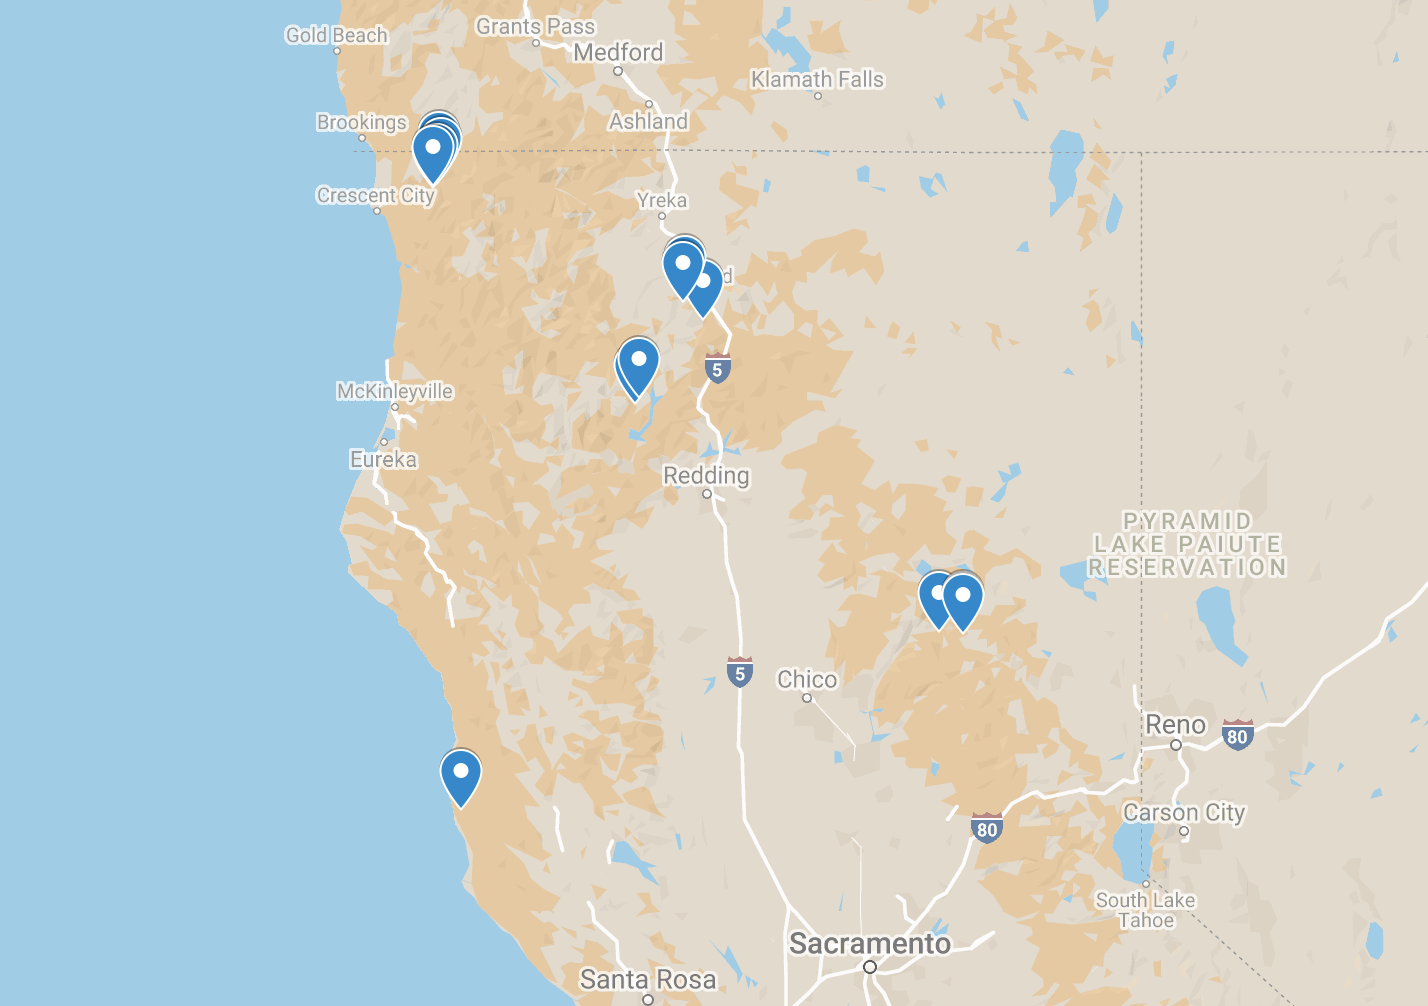 Gold Beach
Grants Pass
Medford
Klamath Falls
Brookings
Ashland
Crescent City
Yreka
d
5
McKinleyville
Eureka
Redding
PYRAMID
LAKE PAIUTE
RESERVATION
5
Chico
Reno
80
Carson City
80
South Lake
Tahoe
Sacramento
Santa Rosa